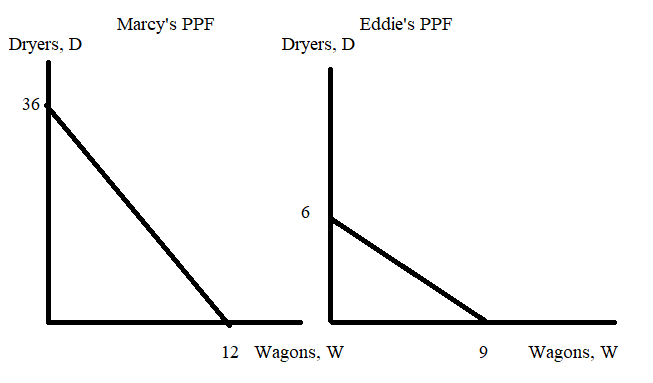 Marcy's PPF
Dryers, D
36
12 Wagons, W
Eddie's PPF
Dryers, D
6
9 Wagons, W